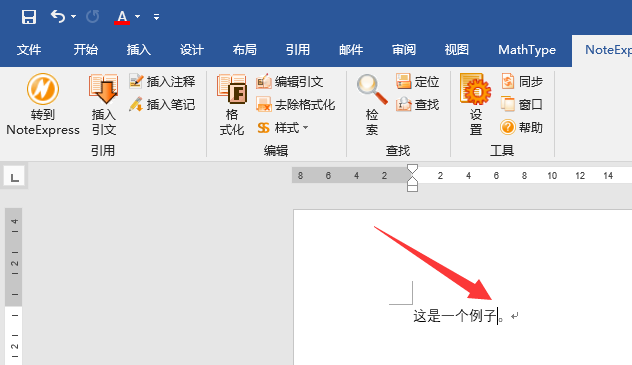 文件 开始 插入 设计 布局 引用 邮件 审阅 视图 MathType NoteExp
转到 NoteExpress
插入引文
插入注释
插入笔记
引用
格式化
编辑引文
去除格式化
样式
编辑
检索
定位
查找
查找
设置
同步
窗口
帮助
工具
8 6 4 2 2 4 6 8 10 12 14
4
2
2
这是一个例子。